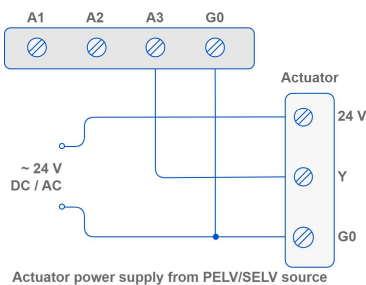 A1 A2 A3 G0
Actuator
24 V
~ 24 V
DC / AC
Y
G0
Actuator power supply from PELV/SELV source